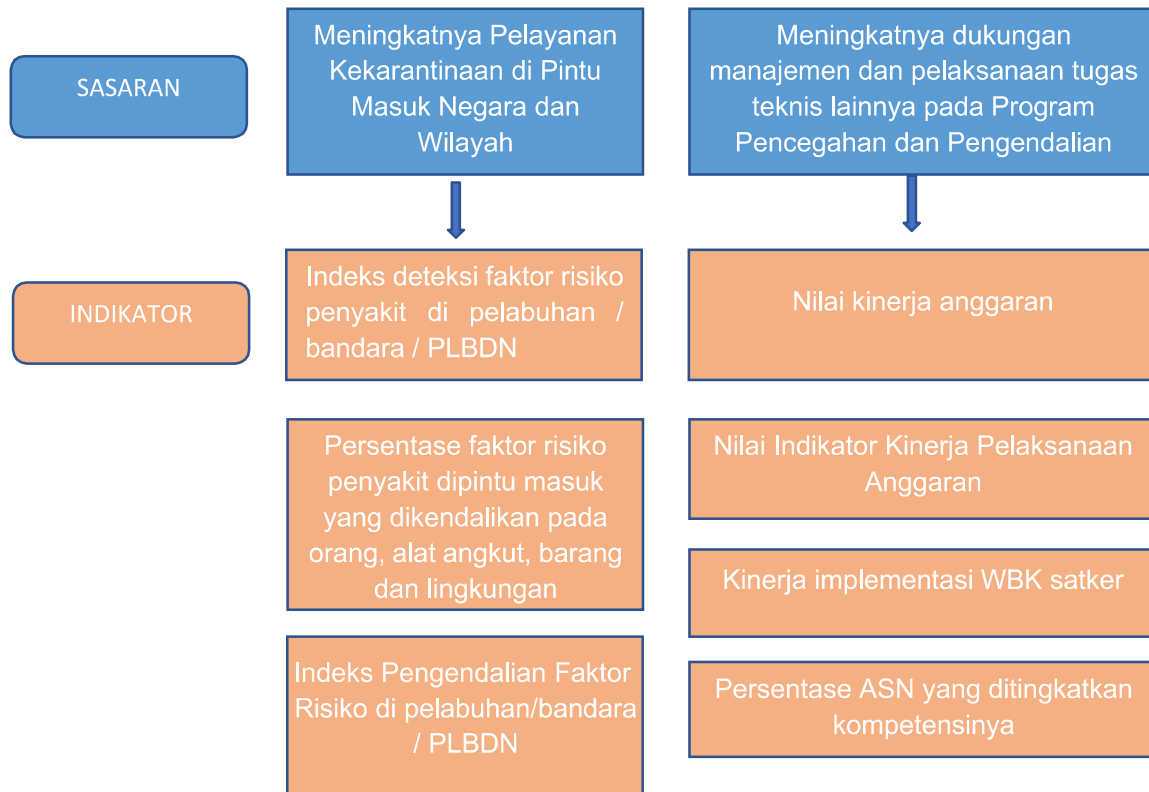 SASARAN
Meningkatnya Pelayanan
Kekarantinaan di Pintu
Masuk Negara dan
Wilayah
Meningkatnya dukungan
manajemen dan pelaksanaan tugas
teknis lainnya pada Program
Pencegahan dan Pengendalian
INDIKATOR
Indeks deteksi faktor risiko
penyakit di pelabuhan /
bandara / PLBDN
Nilai kinerja anggaran
Persentase faktor risiko
penyakit dipintu masuk
yang dikendalikan pada
orang, alat angkut, barang
dan lingkungan
Nilai Indikator Kinerja Pelaksanaan
Anggaran
Kinerja implementasi WBK satker
Indeks Pengendalian Faktor
Risiko di pelabuhan/bandara
/ PLBDN
Persentase ASN yang ditingkatkan
kompetensinya